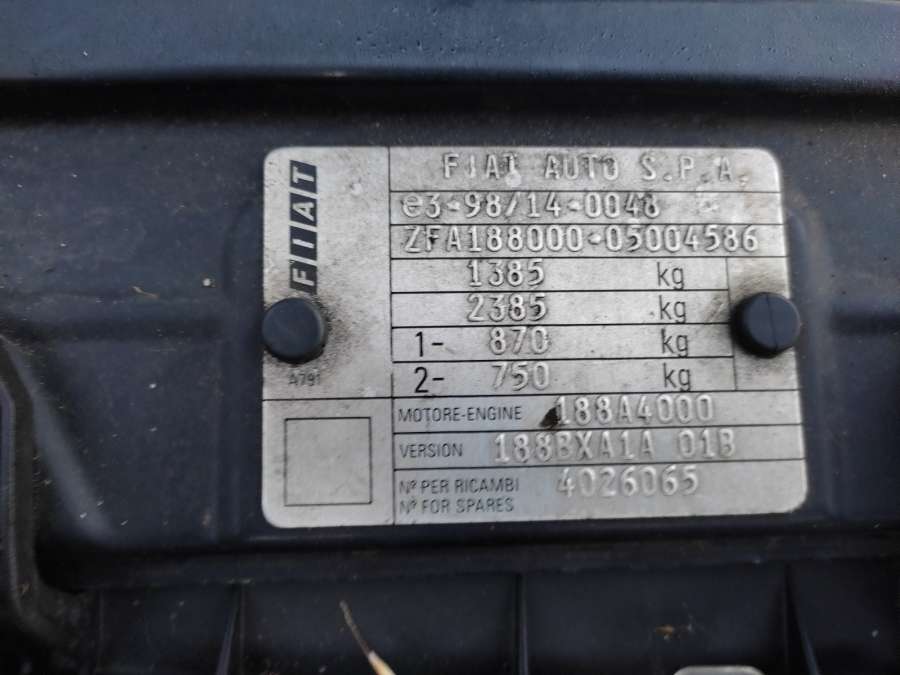 FIAT
FIAT AUTO S.P.A.
e3*98/14*0048
ZFA188000*05004586
1385 kg
2385 kg
1- 870 kg
2- 750 kg
A791
MOTORE-ENGINE 188A4000
VERSION 188BXA1A 01B
Nº PER RICAMBI 4026065
Nº FOR SPARES